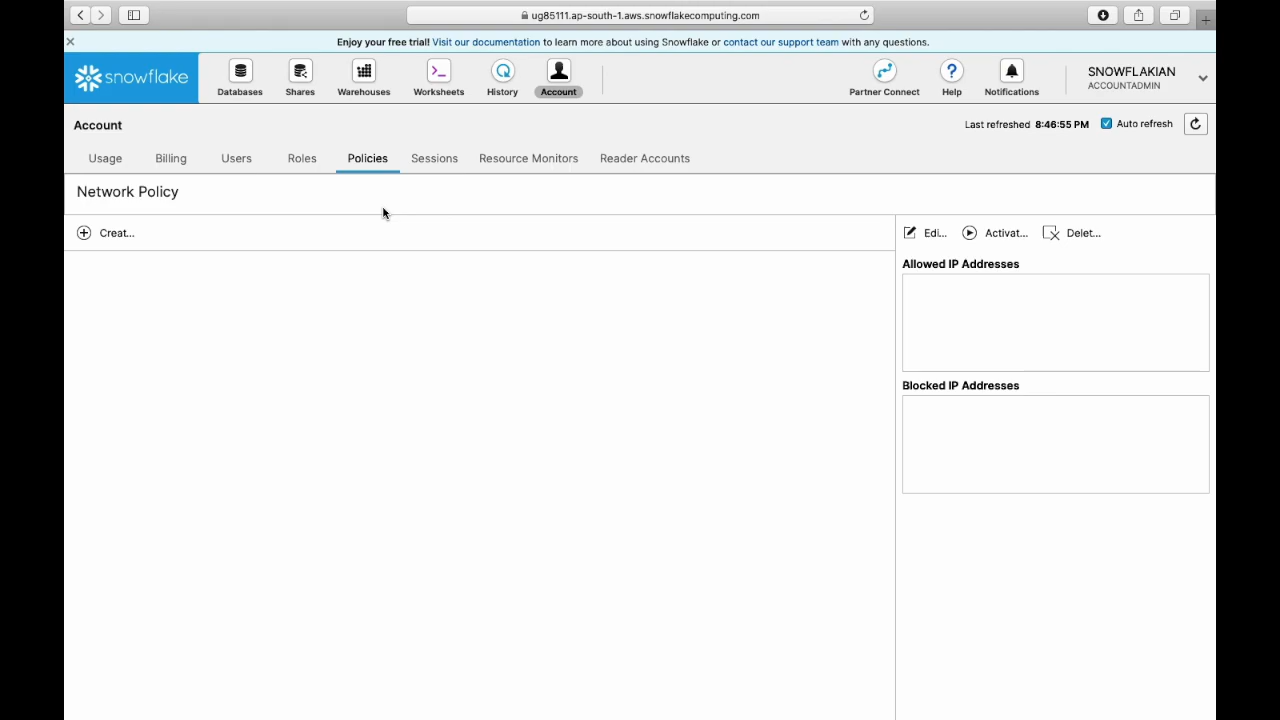 ug85111.ap-south-1.aws.snowflakecomputing.com
Enjoy your free trial! Visit our documentation to learn more about using Snowflake or contact our support team with any questions.
snowflake
Databases Shares Warehouses Worksheets History Account Partner Connect Help Notifications
SNOWFLAKIAN
ACCOUNTADMIN
Account
Last refreshed 8:46:55 PM Auto refresh
Usage Billing Users Roles Policies Sessions Resource Monitors Reader Accounts
Network Policy
Creat...
Edi... Activat... Delet...
Allowed IP Addresses
Blocked IP Addresses